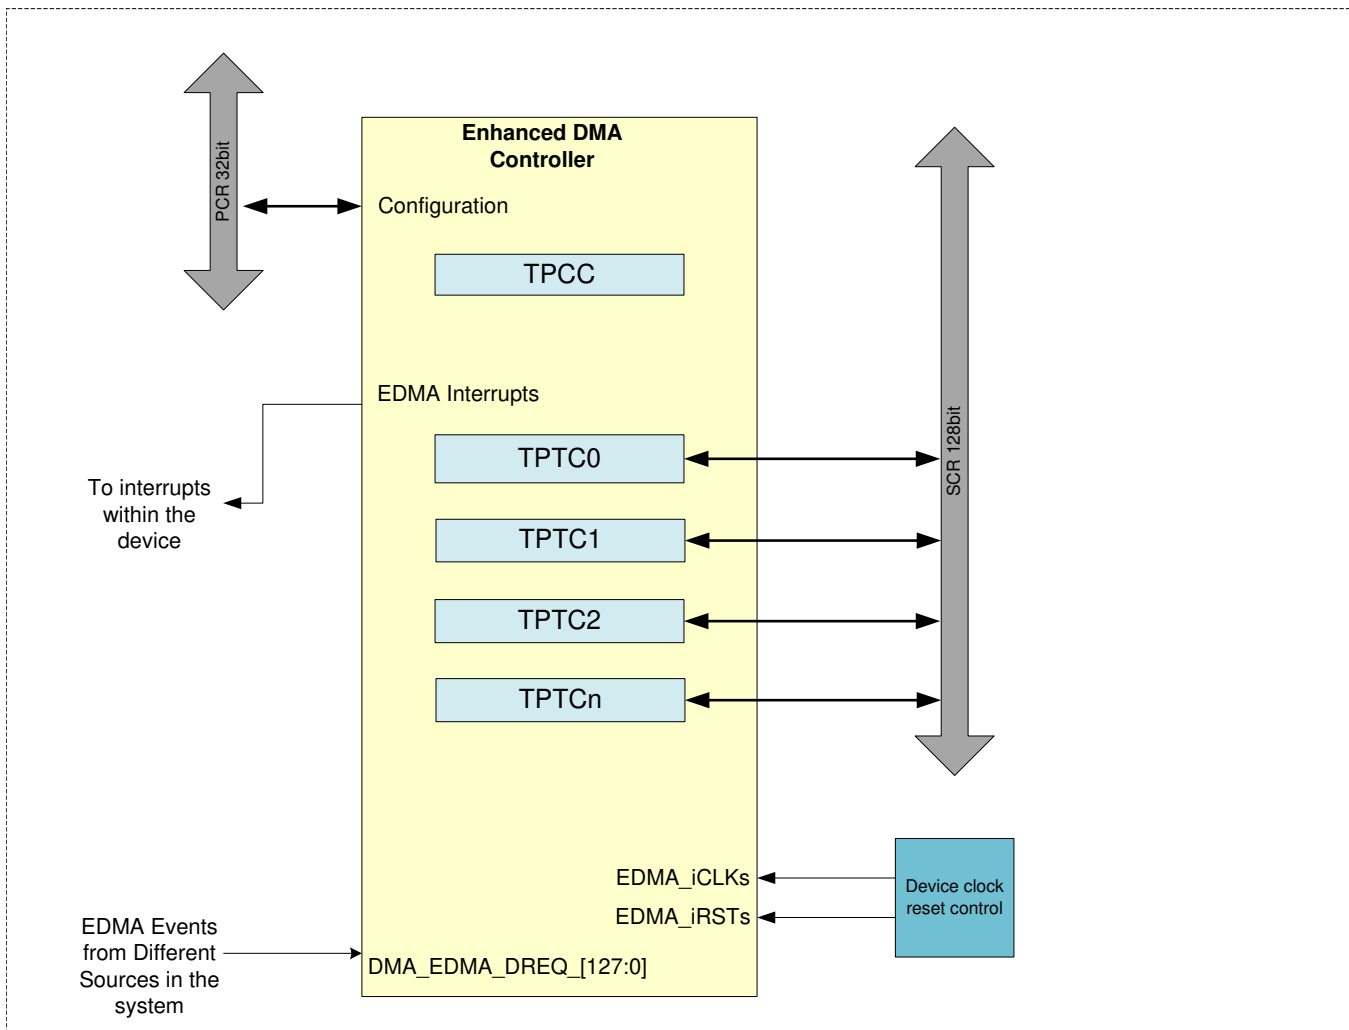 Enhanced DMA
Controller
PCR 32bit
Configuration
TPCC
EDMA Interrupts
To interrupts
within the
device
TPTC0
TPTC1
TPTC2
TPTCn
SCR 128bit
EDMA_iCLKs
EDMA_iRSTs
Device clock
reset control
EDMA Events
from Different
Sources in the
system
DMA_EDMA_DREQ_[127:0]